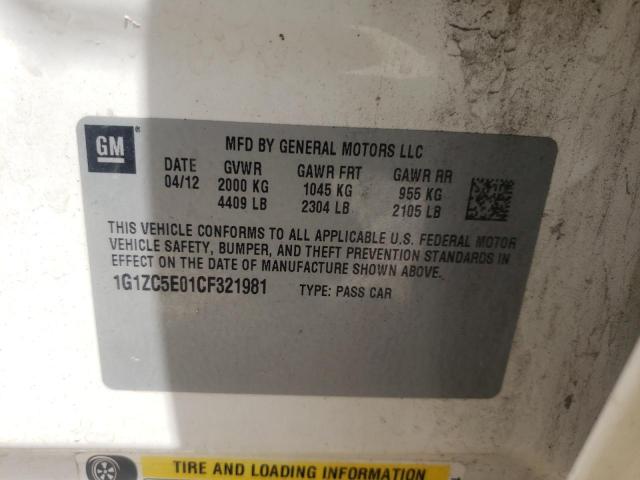 GM ®
MFD BY GENERAL MOTORS LLC
DATE GVWR GAWR FRT GAWR RR
04/12 2000 KG 1045 KG 955 KG
4409 LB 2304 LB 2105 LB
THIS VEHICLE CONFORMS TO ALL APPLICABLE U.S. FEDERAL MOTOR
VEHICLE SAFETY, BUMPER, AND THEFT PREVENTION STANDARDS IN
EFFECT ON THE DATE OF MANUFACTURE SHOWN ABOVE.
1G1ZC5E01CF321981 TYPE: PASS CAR
TIRE AND LOADING INFORMATION